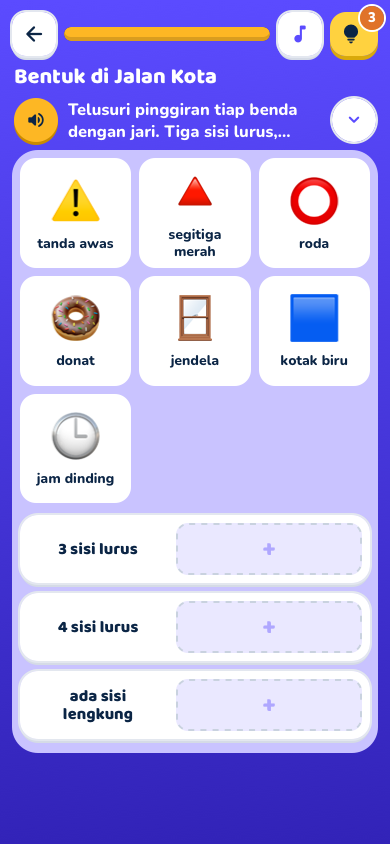 3
Bentuk di Jalan Kota
Telusuri pinggiran tiap benda
dengan jari. Tiga sisi lurus,...
tanda awas
segitiga
merah
roda
donat
jendela
kotak biru
jam dinding
3 sisi lurus
+
4 sisi lurus
+
ada sisi
lengkung
+